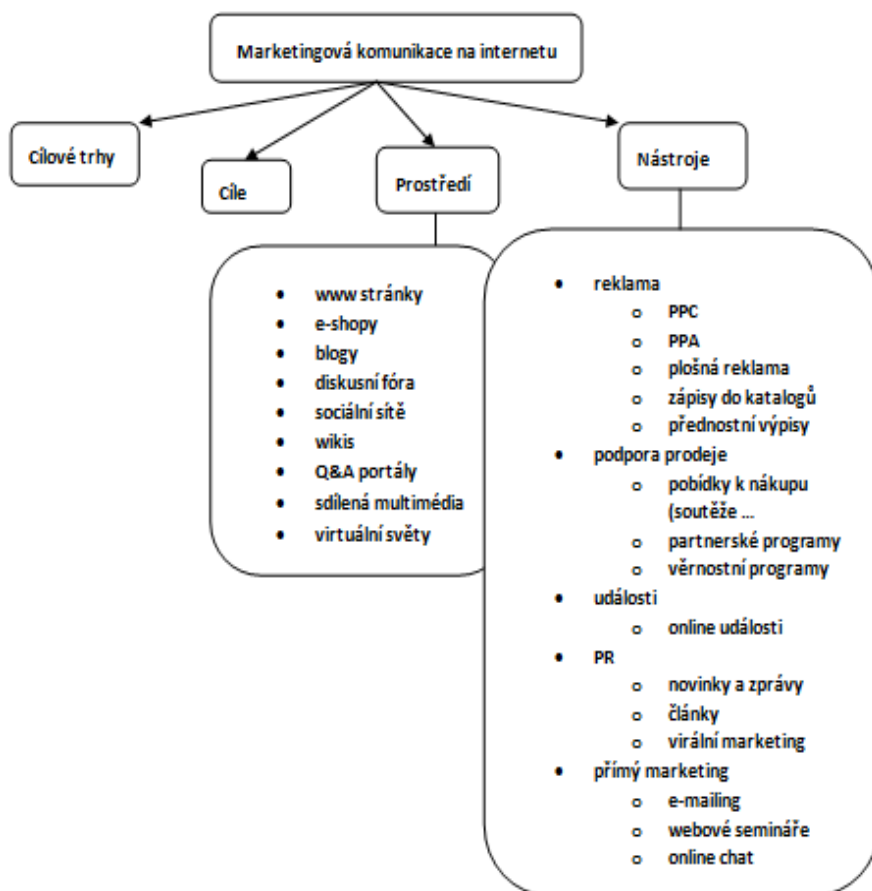 Marketingová komunikace na internetu
Cílové trhy
Cíle
Prostředí
Nástroje
www stránky
e-shopy
blogy
diskusní fóra
sociální sítě
wikis
Q&A portály
sdílená multimédia
virtuální světy
reklama
PPC
PPA
plošná reklama
zápisy do katalogů
přednostní výpisy
podpora prodeje
pobídky k nákupu
(soutěže ...
partnerské programy
věrnostní programy
události
online události
PR
novinky a zprávy
články
virální marketing
přímý marketing
e-mailing
webové semináře
online chat